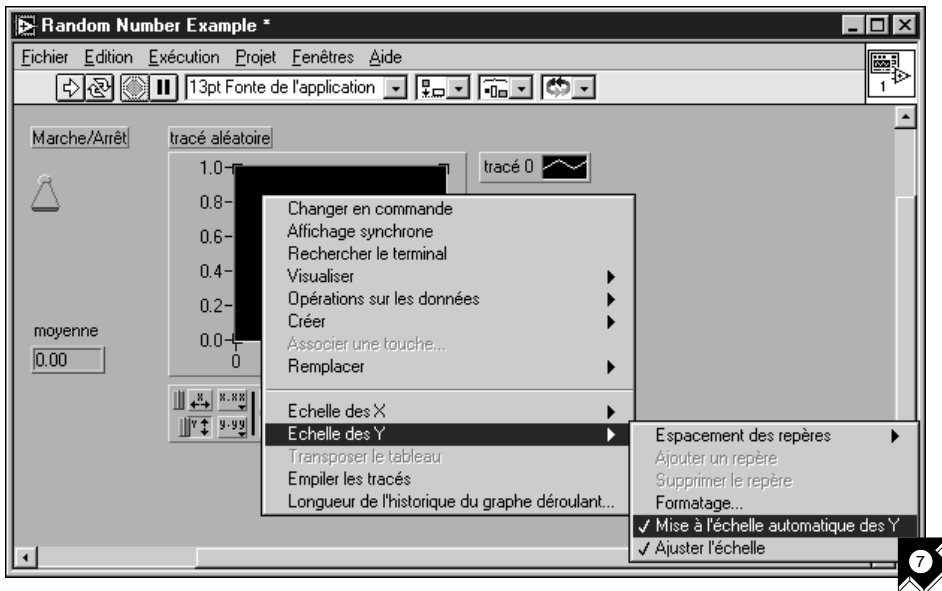 Random Number Example *
Fichier Edition Exécution Projet Fenêtres Aide
13pt Fonte de l'application
1
Marche/Arrêt
tracé aléatoire
tracé 0
1.0
0.8
0.6
0.4
0.2
0.0
0
moyenne
0.00
Changer en commande
Affichage synchrone
Rechercher le terminal
Visualiser
Opérations sur les données
Créer
Associer une touche...
Remplacer
Echelle des X
Echelle des Y
Transposer le tableau
Empiler les tracés
Longueur de l'historique du graphe déroulant...
Espacement des repères
Ajouter un repère
Supprimer le repère
Formatage...
Mise à l'échelle automatique des Y
Ajuster l'échelle
X X.XX
Y Y.YY
7